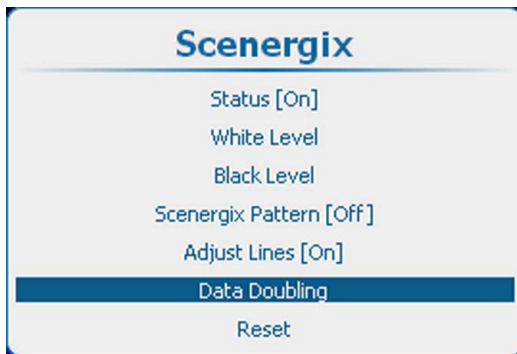 Scenergix
Status [On]
White Level
Black Level
Scenergix Pattern [Off]
Adjust Lines [On]
Data Doubling
Reset